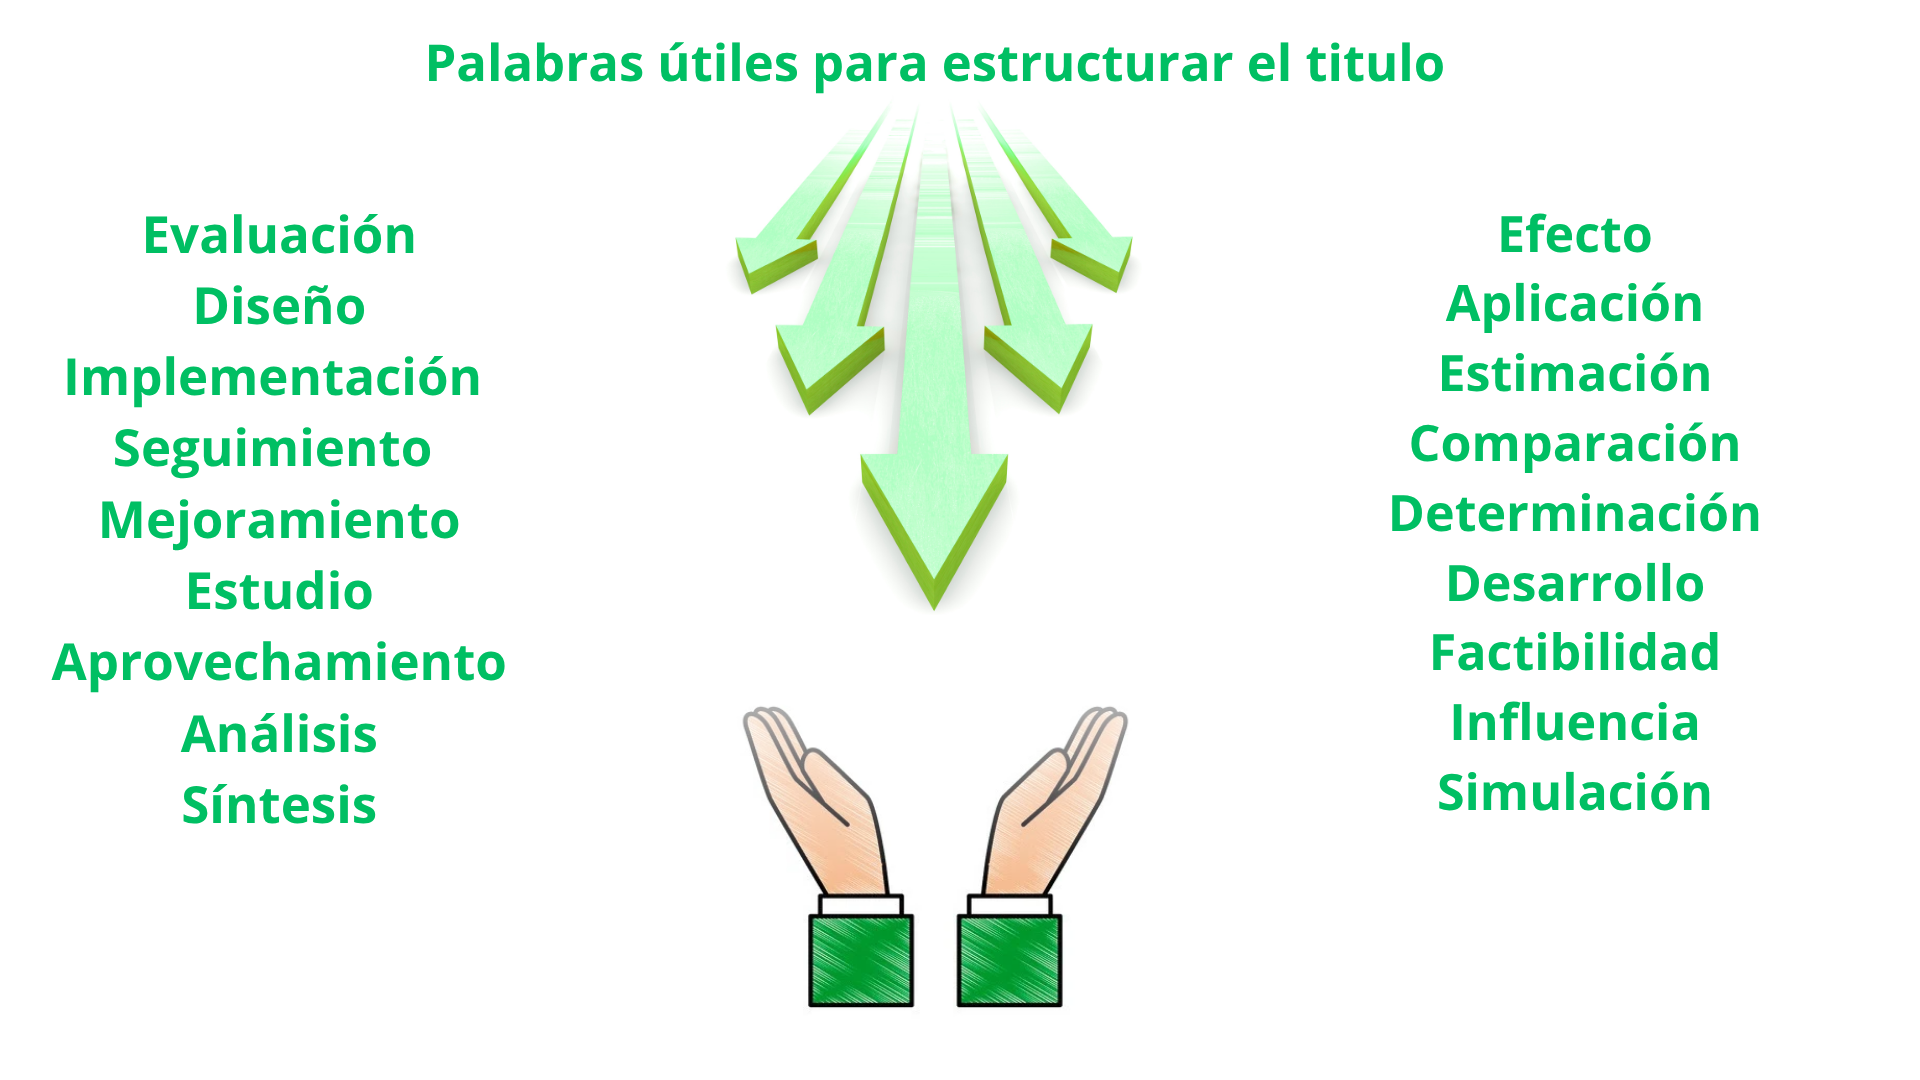 Palabras útiles para estructurar el titulo
Evaluación
Diseño
Implementación
Seguimiento
Mejoramiento
Estudio
Aprovechamiento
Análisis
Síntesis
Efecto
Aplicación
Estimación
Comparación
Determinación
Desarrollo
Factibilidad
Influencia
Simulación